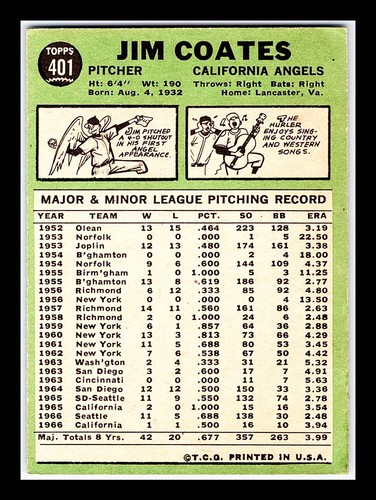 TOPPS
401
JIM COATES
PITCHER CALIFORNIA ANGELS
Ht: 6'4" Wt: 190 Throws: Right Bats: Right
Born: Aug. 4, 1932 Home: Lancaster, Va.
JIM PITCHED
A 4-0 SHUTOUT
IN HIS FIRST
ANGEL
APPEARANCE.
THE
HURLER
ENJOYS SING-
ING COUNTRY
AND WESTERN
SONGS.
MAJOR & MINOR LEAGUE PITCHING RECORD
YEAR TEAM W L PCT. SO BB ERA
1952 Olean 13 15 .464 223 128 3.19
1953 Norfolk 0 0 .000 1 5 22.50
1953 Joplin 12 13 .480 174 161 3.38
1954 B'ghamton 0 0 .000 2 4 18.00
1954 Norfolk 9 6 .600 144 109 4.37
1955 Birm'gham 1 0 1.000 5 3 11.25
1955 B'ghamton 13 8 .619 186 92 2.77
1956 Richmond 6 12 .333 85 92 4.80
1956 New York 0 0 .000 0 4 13.50
1957 Richmond 14 11 .560 161 86 2.63
1958 Richmond 2 0 1.000 24 6 2.48
1959 New York 6 1 .857 64 36 2.88
1960 New York 13 3 .813 73 66 4.29
1961 New York 11 5 .688 80 53 3.45
1962 New York 7 6 .538 67 50 4.42
1963 Wash'gton 2 4 .333 31 21 5.32
1963 San Diego 3 2 .600 17 7 4.91
1963 Cincinnati 0 0 .000 11 7 5.63
1964 San Diego 12 12 .500 150 33 3.36
1965 SD-Seattle 11 9 .550 132 74 2.78
1965 California 2 0 1.000 15 16 3.54
1966 Seattle 11 5 .688 138 30 2.48
1966 California 1 1 .500 16 10 3.94
Maj. Totals 8 Yrs. 42 20 .677 357 263 3.99
©T.C.G. PRINTED IN U.S.A.